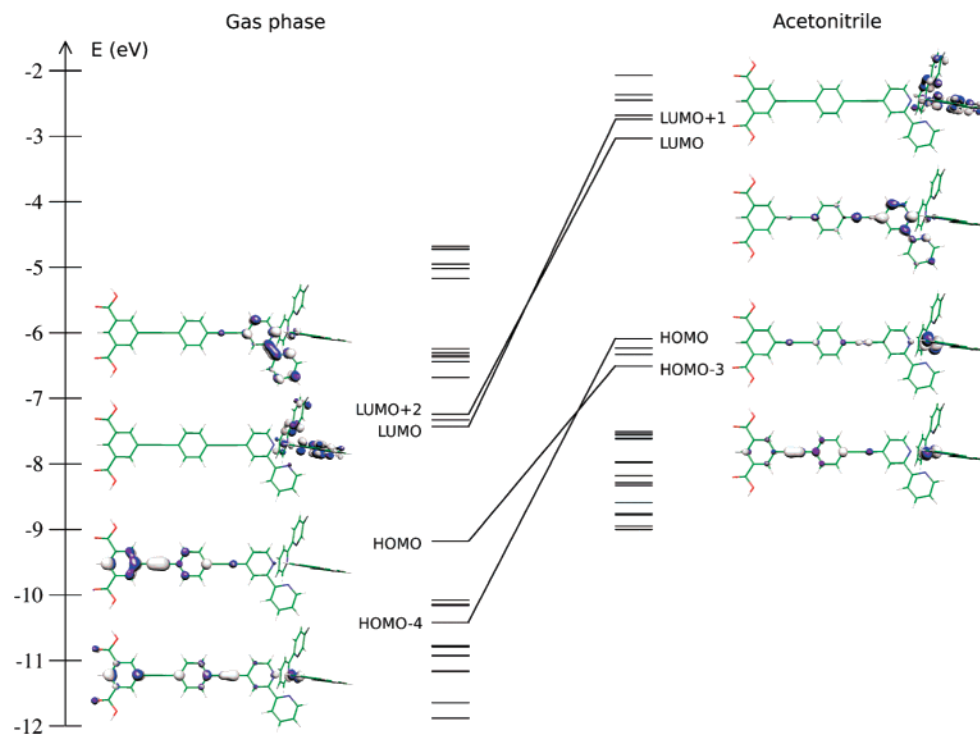 Gas phase
Acetonitrile
E (eV)
-2
-3
-4
-5
-6
-7
-8
-9
-10
-11
-12
LUMO+2
LUMO
HOMO
HOMO-4
LUMO+1
LUMO
HOMO
HOMO-3